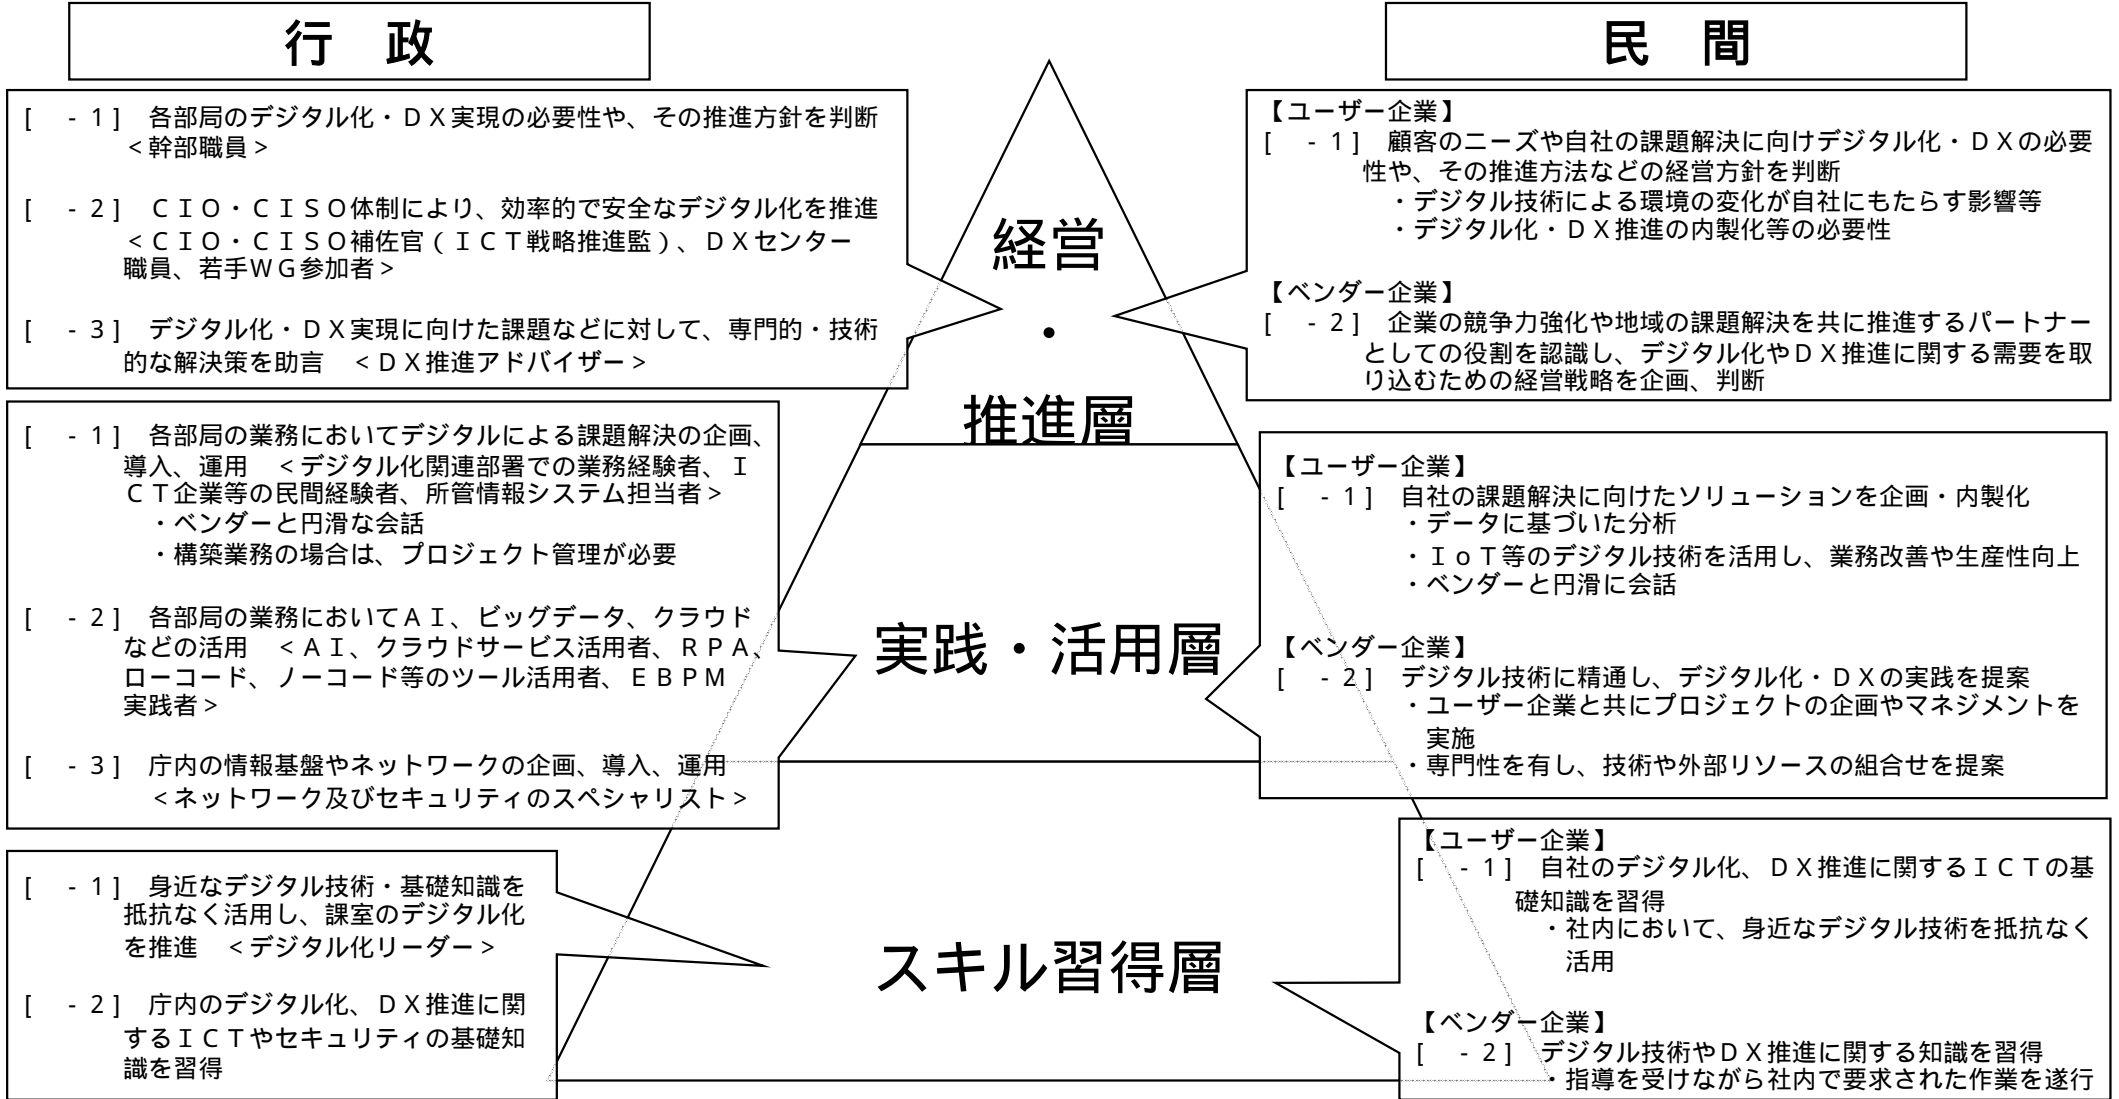 行　政
[　 - 1 ]　各部局のデジタル化・ＤＸ実現の必要性や、その推進方針を判断
＜幹部職員＞
[　 - 2 ]　ＣＩＯ・ＣＩＳＯ体制により、効率的で安全なデジタル化を推進
＜ＣＩＯ・ＣＩＳＯ補佐官（ＩＣＴ戦略推進監）、ＤＸセンター
職員、若手ＷＧ参加者＞
[　 - 3 ]　デジタル化・ＤＸ実現に向けた課題などに対して、専門的・技術
的な解決策を助言　＜ＤＸ推進アドバイザー＞
[　 - 1 ]　各部局の業務においてデジタルによる課題解決の企画、
導入、運用　＜デジタル化関連部署での業務経験者、Ｉ
ＣＴ企業等の民間経験者、所管情報システム担当者＞
・ベンダーと円滑な会話
・構築業務の場合は、プロジェクト管理が必要
[　 - 2 ]　各部局の業務においてＡＩ、ビッグデータ、クラウド
などの活用　＜ＡＩ、クラウドサービス活用者、ＲＰＡ、
ローコード、ノーコード等のツール活用者、ＥＢＰＭ
実践者＞
[　 - 3 ]　庁内の情報基盤やネットワークの企画、導入、運用
＜ネットワーク及びセキュリティのスペシャリスト＞
[　 - 1 ]　身近なデジタル技術・基礎知識を
抵抗なく活用し、課室のデジタル化
を推進　＜デジタル化リーダー＞
[　 - 2 ]　庁内のデジタル化、ＤＸ推進に関
するＩＣＴやセキュリティの基礎知
識を習得
経営
・
推進層
実践・活用層
スキル習得層
民　間
【ユーザー企業】
[　 - 1 ]　顧客のニーズや自社の課題解決に向けデジタル化・ＤＸの必要
性や、その推進方法などの経営方針を判断
・デジタル技術による環境の変化が自社にもたらす影響等
・デジタル化・ＤＸ推進の内製化等の必要性
【ベンダー企業】
[　 - 2 ]　企業の競争力強化や地域の課題解決を共に推進するパートナー
としての役割を認識し、デジタル化やＤＸ推進に関する需要を取
り込むための経営戦略を企画、判断
【ユーザー企業】
[　 - 1 ]　自社の課題解決に向けたソリューションを企画・内製化
・データに基づいた分析
・ＩｏＴ等のデジタル技術を活用し、業務改善や生産性向上
・ベンダーと円滑に会話
【ベンダー企業】
[　 - 2 ]　デジタル技術に精通し、デジタル化・ＤＸの実践を提案
・ユーザー企業と共にプロジェクトの企画やマネジメントを
実施
・専門性を有し、技術や外部リソースの組合せを提案
【ユーザー企業】
[　 - 1 ]　自社のデジタル化、ＤＸ推進に関するＩＣＴの基
礎知識を習得
・社内において、身近なデジタル技術を抵抗なく
活用
【ベンダー企業】
[　 - 2 ]　デジタル技術やＤＸ推進に関する知識を習得
・指導を受けながら社内で要求された作業を遂行